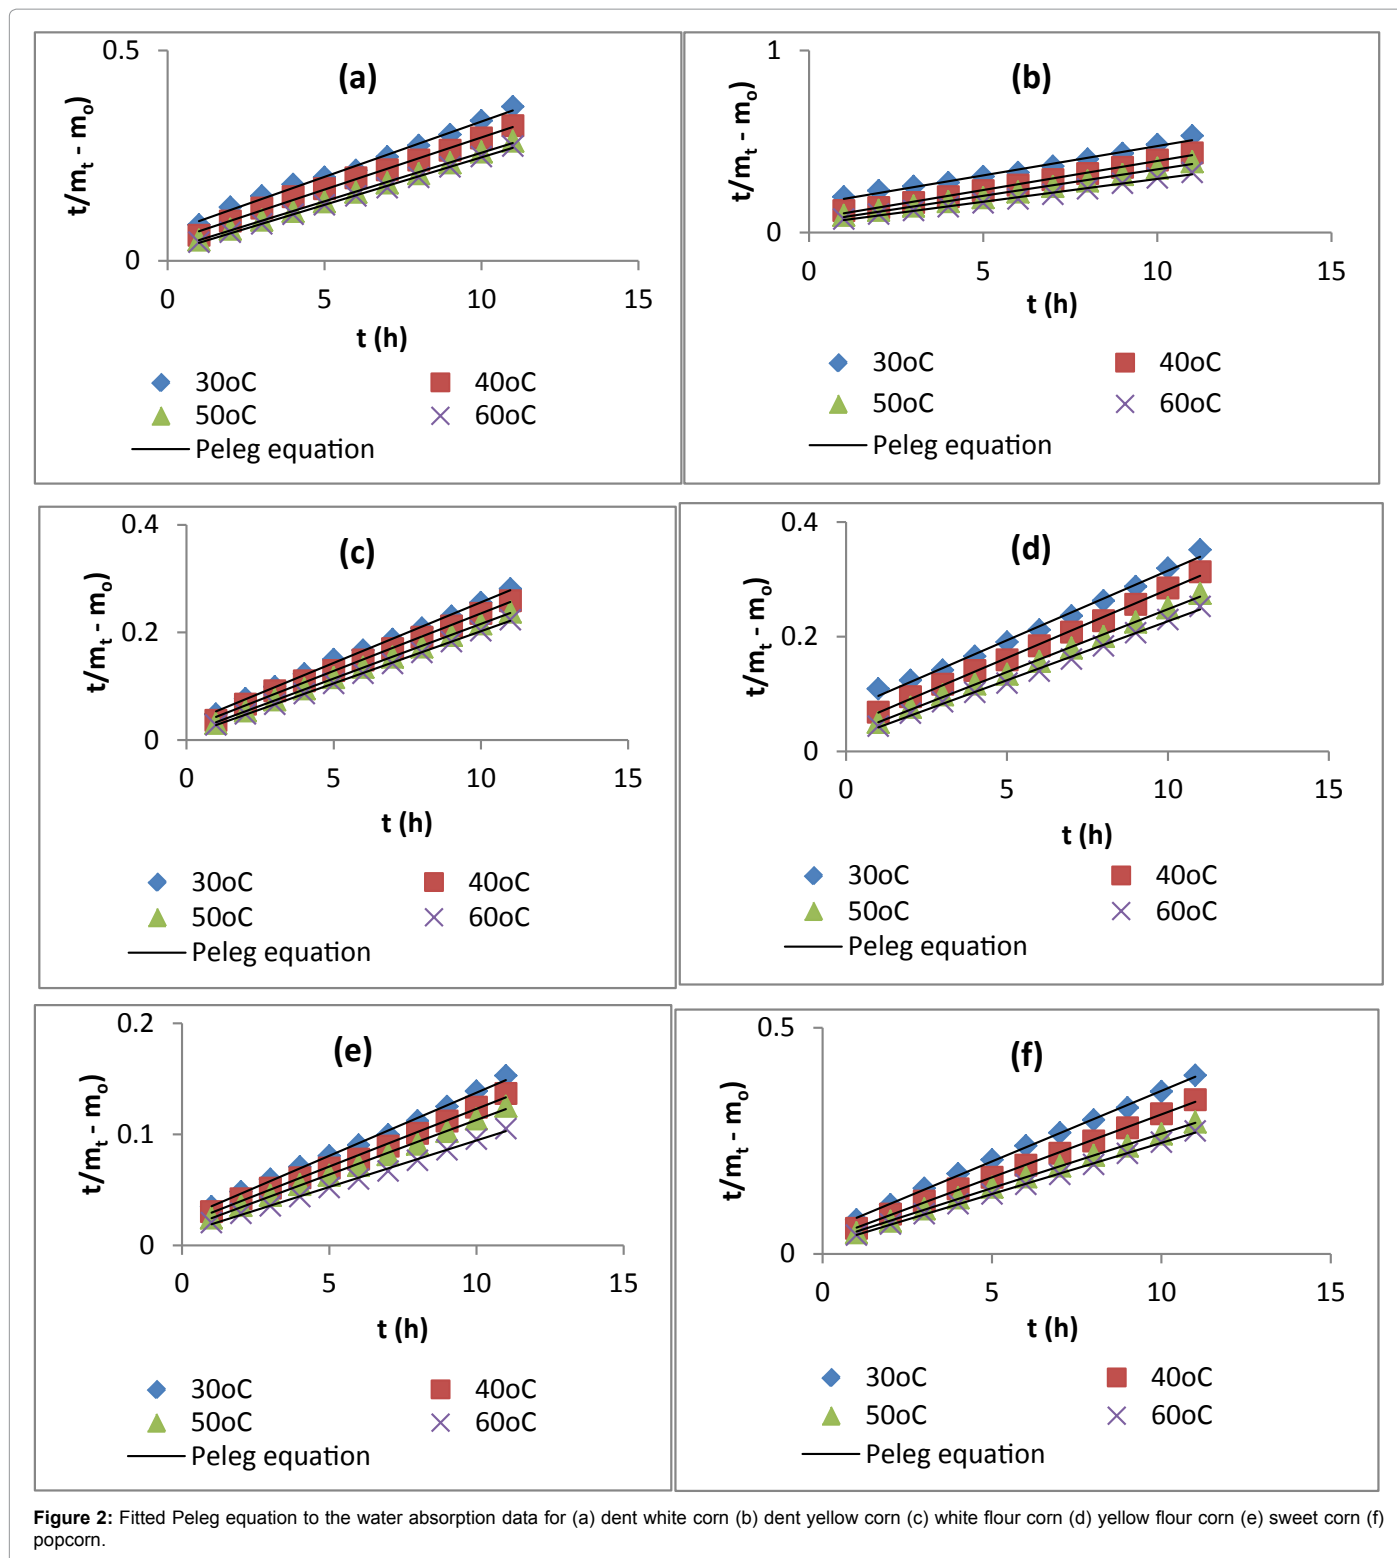 0.5
(a)
t/mt - mo)
0
0 5 10 15
t (h)
30oC 40oC
50oC 60oC
Peleg equation
1
(b)
t/mt - mo)
0
0 5 10 15
t (h)
30oC 40oC
50oC 60oC
Peleg equation
0.4
(c)
t/mt - mo)
0.2
0
0 5 10 15
t (h)
30oC 40oC
50oC 60oC
Peleg equation
0.4
(d)
t/mt - mo)
0.2
0
0 5 10 15
t (h)
30oC 40oC
50oC 60oC
Peleg equation
0.2
(e)
t/mt - mo)
0.1
0
0 5 10 15
t (h)
30oC 40oC
50oC 60oC
Peleg equation
0.5
(f)
t/mt - mo)
0
0 5 10 15
t (h)
30oC 40oC
50oC 60oC
Peleg equation
Figure 2: Fitted Peleg equation to the water absorption data for (a) dent white corn (b) dent yellow corn (c) white flour corn (d) yellow flour corn (e) sweet corn (f)
popcorn.